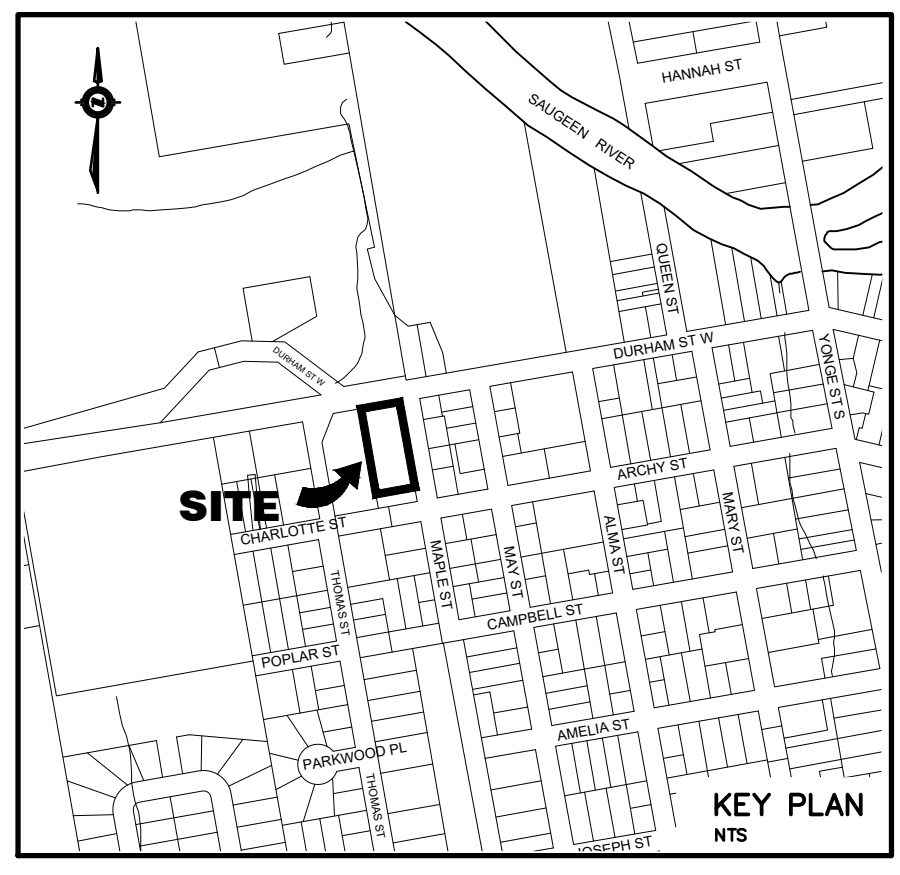 HANNAH ST
SAUGEEN RIVER
QUEEN ST
DURHAM ST W
DURHAM ST W
YONGE ST S
ARCHY ST
SITE
CHARLOTTE ST
MARY ST
ALMA ST
MAPLE ST
MAY ST
THOMAS ST
CAMPBELL ST
POPLAR ST
AMELIA ST
PARKWOOD PL
THOMAS ST
KEY PLAN
NTS
JOSEPH ST